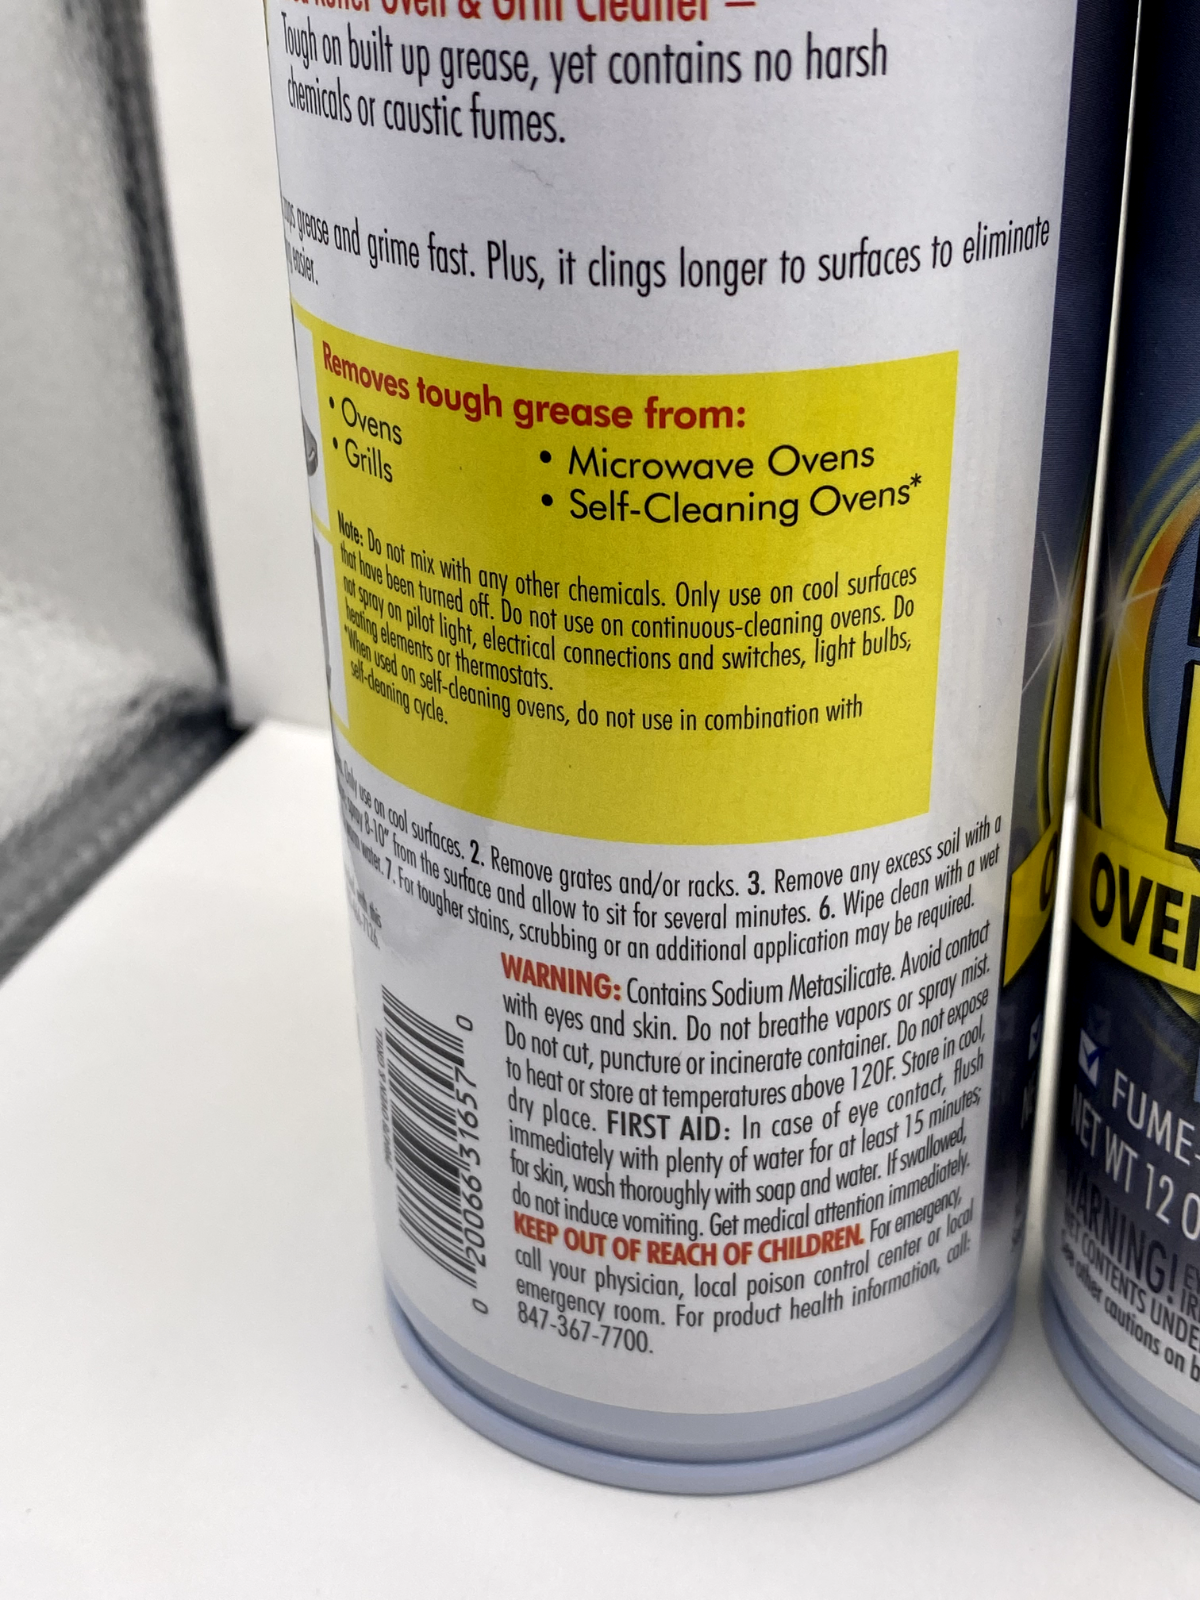 Oven & Grill Cleaner –
Tough on built up grease, yet contains no harsh
chemicals or caustic fumes.
grease and grime fast. Plus, it clings longer to surfaces to eliminate
easier.
Removes tough grease from:
• Ovens
• Grills
• Microwave Ovens
• Self-Cleaning Ovens*
Note: Do not mix with any other chemicals. Only use on cool surfaces
that have been turned off. Do not use on continuous-cleaning ovens. Do
not spray on pilot light, electrical connections and switches, light bulbs,
heating elements or thermostats.
*When used on self-cleaning ovens, do not use in combination with
self-cleaning cycle.
Only use on cool surfaces. 2. Remove grates and/or racks. 3. Remove any excess soil with a
spray 8-10" from the surface and allow to sit for several minutes. 6. Wipe clean with a wet
water. 7. For tougher stains, scrubbing or an additional application may be required.
WARNING: Contains Sodium Metasilicate. Avoid contact
with eyes and skin. Do not breathe vapors or spray mist.
Do not cut, puncture or incinerate container. Do not expose
to heat or store at temperatures above 120F. Store in cool,
dry place. FIRST AID: In case of eye contact, flush
immediately with plenty of water for at least 15 minutes;
for skin, wash thoroughly with soap and water. If swallowed,
do not induce vomiting. Get medical attention immediately.
KEEP OUT OF REACH OF CHILDREN. For emergency,
call your physician, local poison control center or local
emergency room. For product health information, call:
847-367-7700.
0 20066 31657 0
OVE
FUME-
NET WT 12 O
WARNING!
CONTENTS UNDE
See other cautions on b